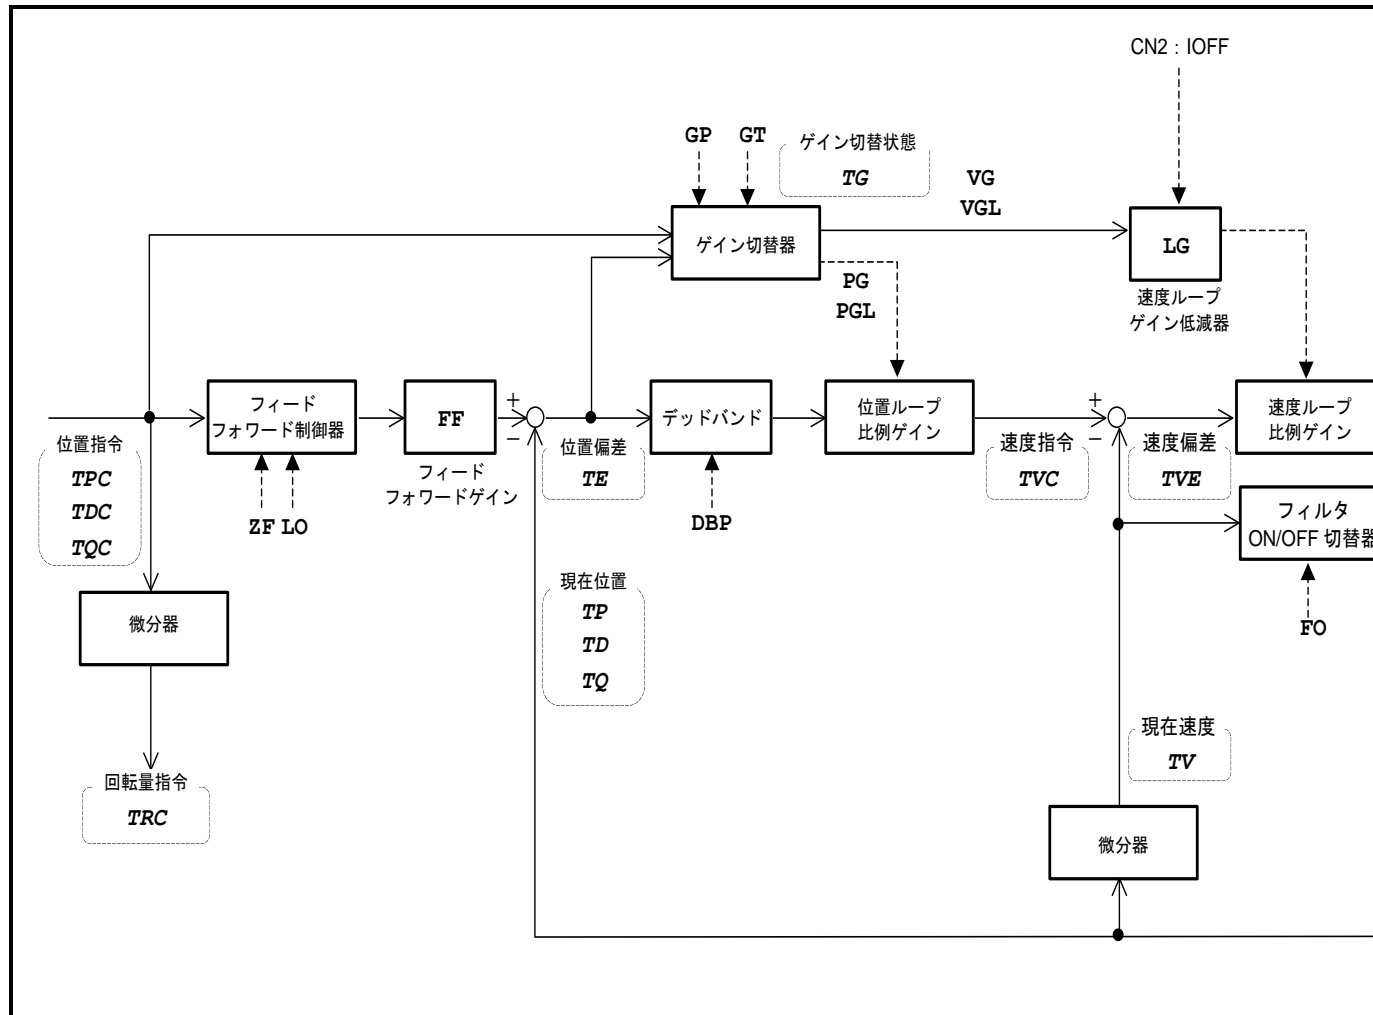 CN2：IOFF
GP
GT
ゲイン切替状態
TG
VG
VGL
ゲイン切替器
LG
PG
PGL
速度ループ
ゲイン低減器
フィード
フォワード制御器
FF
+
−
デッドバンド
位置ループ
比例ゲイン
+
−
速度ループ
比例ゲイン
位置指令
TPC
TDC
TQC
フィード
フォワードゲイン
位置偏差
TE
速度指令
TVC
速度偏差
TVE
ZF LO
DBP
フィルタ
ON/OFF 切替器
現在位置
TP
TD
TQ
微分器
FO
現在速度
TV
回転量指令
TRC
微分器